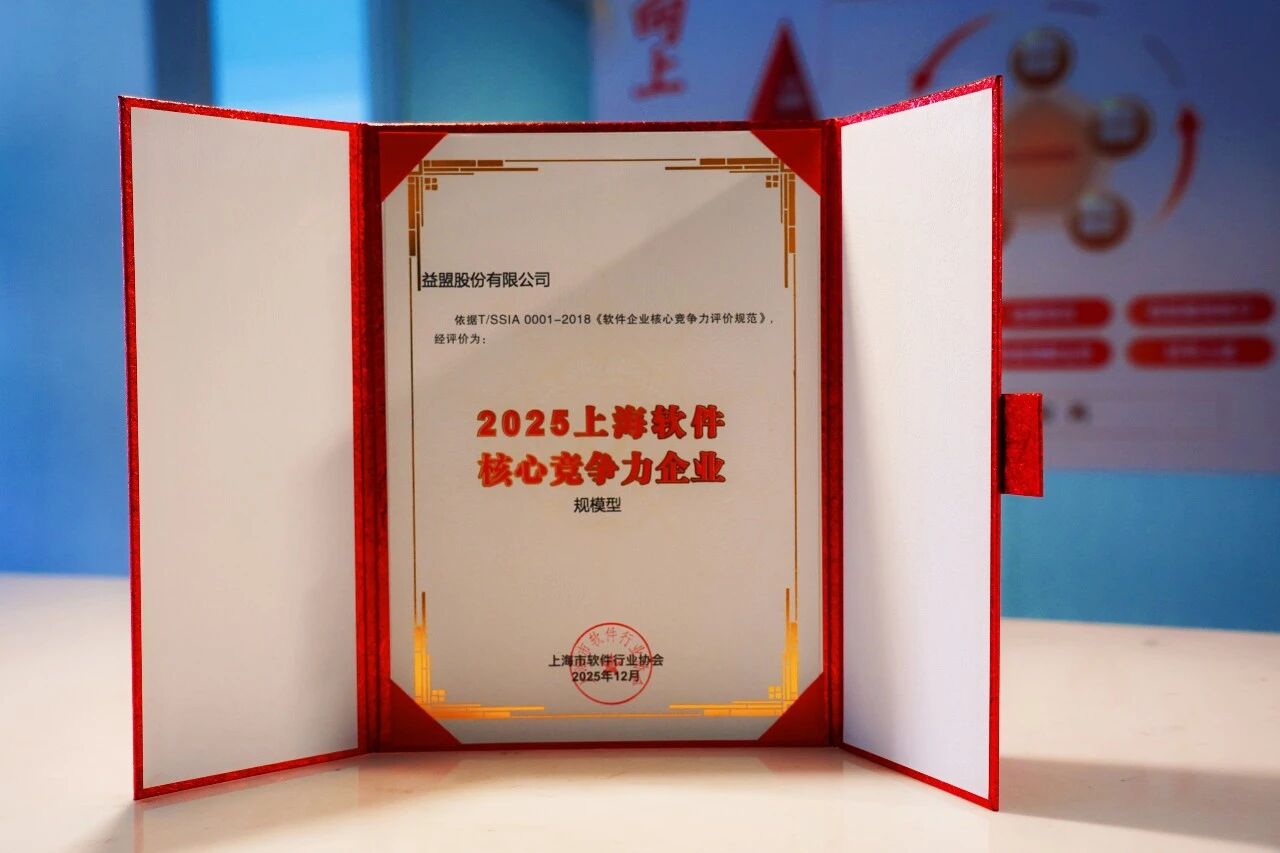 向上
益盟股份有限公司
依据T/SSIA 0001-2018《软件企业核心竞争力评价规范》，
经评价为：
2025上海软件
核心竞争力企业
规模型
上海市软件行业协会
2025年12月